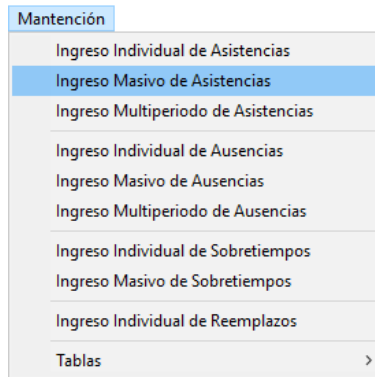 Mantención
Ingreso Individual de Asistencias
Ingreso Masivo de Asistencias
Ingreso Multiperiodo de Asistencias
Ingreso Individual de Ausencias
Ingreso Masivo de Ausencias
Ingreso Multiperiodo de Ausencias
Ingreso Individual de Sobretiempos
Ingreso Masivo de Sobretiempos
Ingreso Individual de Reemplazos
Tablas